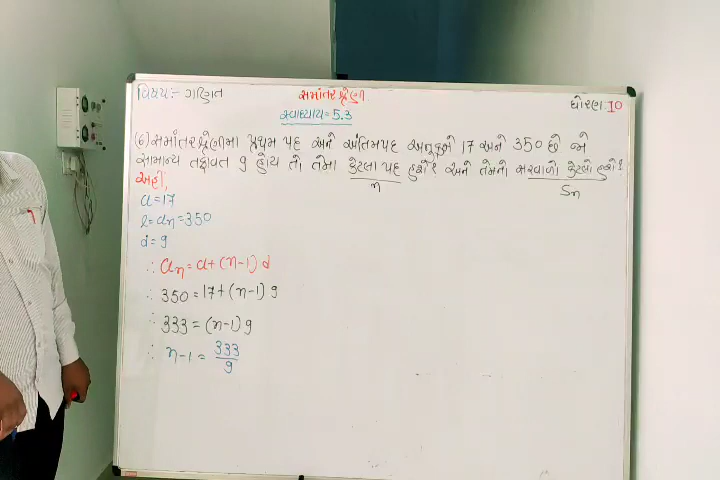 વિષય:- ગણિત
સમાંતર શ્રેણી
ધોરણ 10
સ્વાધ્યાય = 5.3
(6) સમાંતર શ્રેણીમા પ્રથમ પદ અને અંતિમપદ અનુક્રમે 17 અને 350 છે જો
સામાન્ય તફાવત 9 હોય તો તેમા કેટલા પદ હશે? અને તેમનો સરવાળો કેટલો હશે?
n
Sn
અહીં,
a = 17
l = an = 350
d = 9
∴ an = a + (n-1) d
∴ 350 = 17 + (n-1) 9
∴ 333 = (n-1) 9
∴ n-1 = 333/9